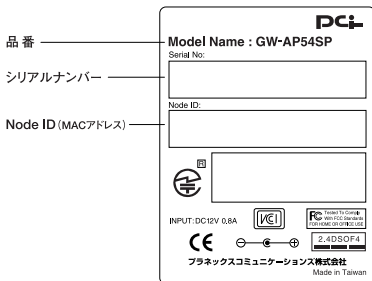 PCi
品番
Model Name : GW-AP54SP
Serial No:
シリアルナンバー
Node ID:
Node ID (MACアドレス)
R
INPUT: DC12V 0.8A
VCI
FC Tested To Comply
With FCC Standards
FOR HOME OR OFFICE USE
CE
2.4DSOF4
プラネックスコミュニケーションズ株式会社
Made in Taiwan